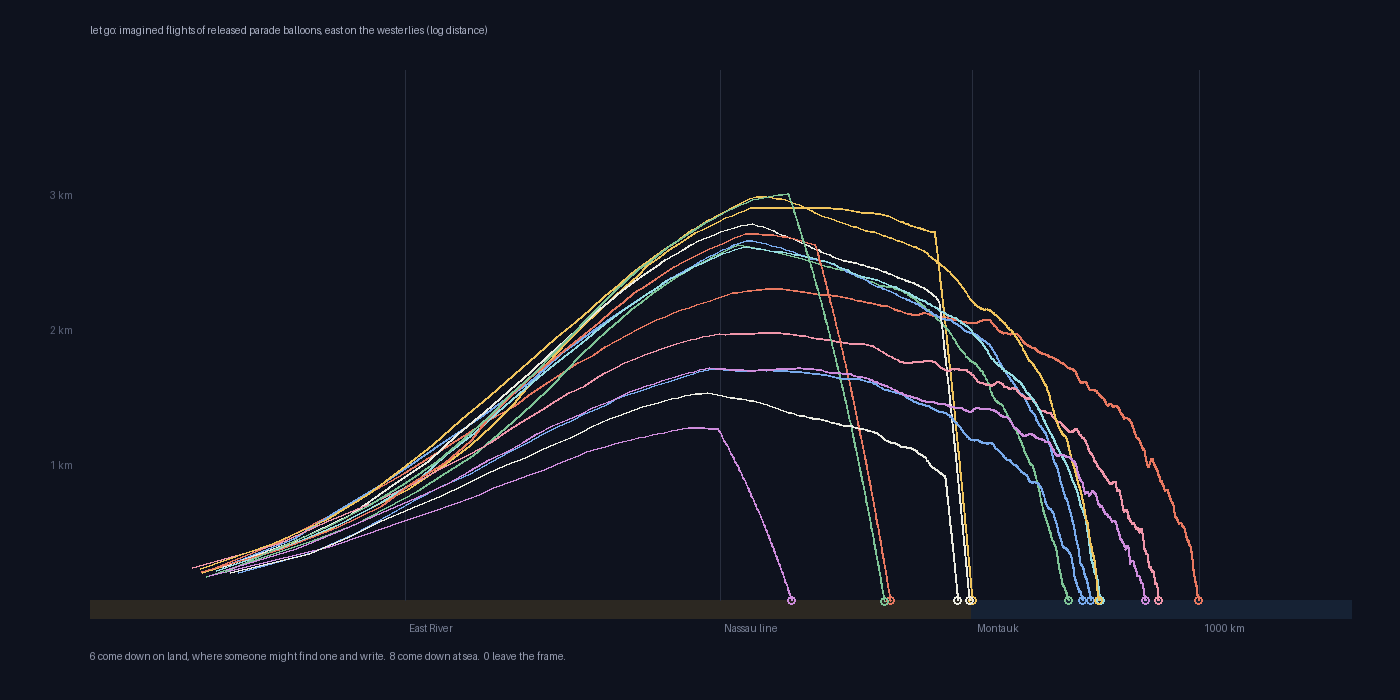 let go: imagined flights of released parade balloons, east on the westerlies (log distance)
3 km
2 km
1 km
East River
Nassau line
Montauk
1000 km
6 come down on land, where someone might find one and write.  8 come down at sea.  0 leave the frame.